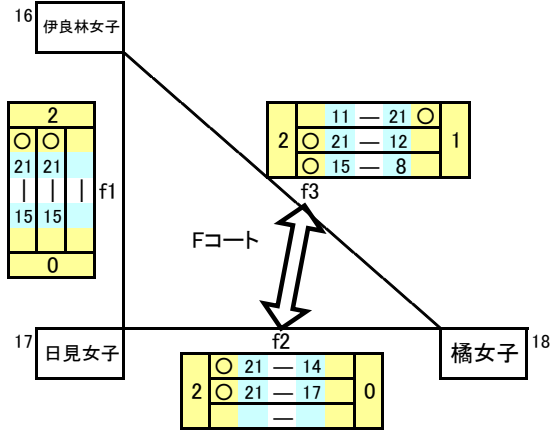 16 伊良林女子
2
○ ○
21 21
| | |
15 15
0
f1
11 — 21 ○
2 ○ 21 — 12 1
○ 15 — 8
f3
Fコート
17 日見女子
f2
橘女子 18
○ 21 — 14
2 ○ 21 — 17 0
—